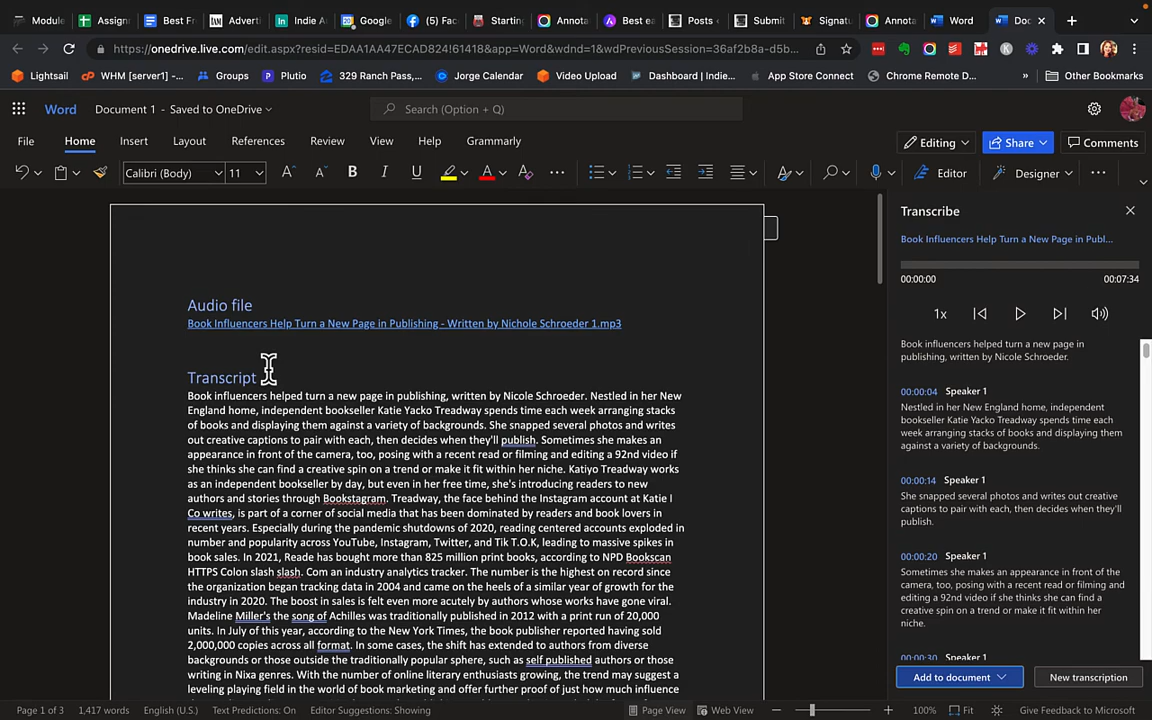 Module
Assign
Best Fr
Adverti
Indie A
Google
(5) Fac
Starting
Annota
Best ea
Posts
Submit
Signatu
Annota
Word
Doc
https://onedrive.live.com/edit.aspx?resid=EDAA1AA47ECAD824!61418&app=Word&wdnd=1&wdPreviousSession=36af2b8a-d5b...
Lightsail
WHM [server1] -...
Groups
Plutio
329 Ranch Pass,...
Jorge Calendar
Video Upload
Dashboard | Indie...
App Store Connect
Chrome Remote D...
»
Other Bookmarks
Word
Document 1 - Saved to OneDrive
Search (Option + Q)
File
Home
Insert
Layout
References
Review
View
Help
Grammarly
Editing
Share
Comments
Calibri (Body)
11
Editor
Designer
Audio file
Book Influencers Help Turn a New Page in Publishing - Written by Nichole Schroeder 1.mp3
Transcript
Book influencers helped turn a new page in publishing, written by Nicole Schroeder. Nestled in her New
England home, independent bookseller Katie Yacko Treadway spends time each week arranging stacks
of books and displaying them against a variety of backgrounds. She snapped several photos and writes
out creative captions to pair with each, then decides when they'll publish. Sometimes she makes an
appearance in front of the camera, too, posing with a recent read or filming and editing a 92nd video if
she thinks she can find a creative spin on a trend or make it fit within her niche. Katiyo Treadway works
as an independent bookseller by day, but even in her free time, she's introducing readers to new
authors and stories through Bookstagram. Treadway, the face behind the Instagram account at Katie I
Co writes, is part of a corner of social media that has been dominated by readers and book lovers in
recent years. Especially during the pandemic shutdowns of 2020, reading centered accounts exploded in
number and popularity across YouTube, Instagram, Twitter, and Tik T.O.K, leading to massive spikes in
book sales. In 2021, Reade has bought more than 825 million print books, according to NPD Bookscan
HTTPS Colon slash slash. Com an industry analytics tracker. The number is the highest on record since
the organization began tracking data in 2004 and came on the heels of a similar year of growth for the
industry in 2020. The boost in sales is felt even more acutely by authors whose works have gone viral.
Madeline Miller's the song of Achilles was traditionally published in 2012 with a print run of 20,000
units. In July of this year, according to the New York Times, the book publisher reported having sold
2,000,000 copies across all format. In some cases, the shift has extended to authors from diverse
backgrounds or those outside the traditionally popular sphere, such as self published authors or those
writing in Nixa genres. With the number of online literary enthusiasts growing, the trend may suggest a
leveling playing field in the world of book marketing and offer further proof of just how much influence
Transcribe
Book Influencers Help Turn a New Page in Publ...
00:00:00
00:07:34
1x
Book influencers helped turn a new page in
publishing, written by Nicole Schroeder.
00:00:04 Speaker 1
Nestled in her New England home, independent
bookseller Katie Yacko Treadway spends time each
week arranging stacks of books and displaying them
against a variety of backgrounds.
00:00:14 Speaker 1
She snapped several photos and writes out creative
captions to pair with each, then decides when they'll
publish.
00:00:20 Speaker 1
Sometimes she makes an appearance in front of the
camera, too, posing with a recent read or filming and
editing a 92nd video if she thinks she can find a
creative spin on a trend or make it fit within her
niche.
00:00:30 Speaker 1
Add to document
New transcription
Page 1 of 3
1,417 words
English (U.S.)
Text Predictions: On
Editor Suggestions: Showing
Page View
Web View
100%
Fit
Give Feedback to Microsoft